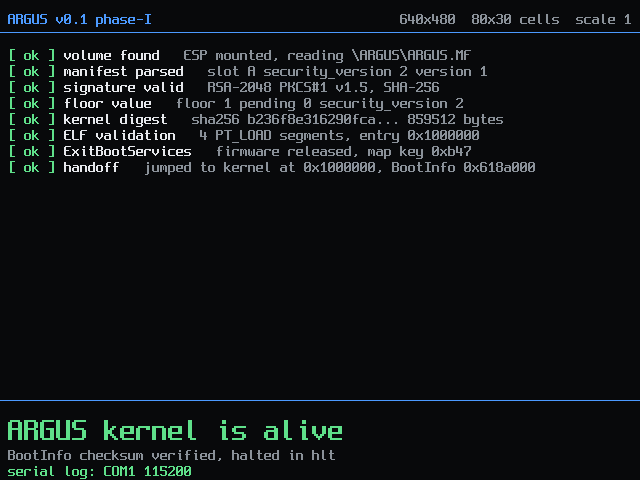 ARGUS v0.1 phase-I 640x480 80x30 cells scale 1
[ ok ] volume found ESP mounted, reading \ARGUS\ARGUS.MF
[ ok ] manifest parsed slot A security_version 2 version 1
[ ok ] signature valid RSA-2048 PKCS#1 v1.5, SHA-256
[ ok ] floor value floor 1 pending 0 security_version 2
[ ok ] kernel digest sha256 b236f8e316290fca... 859512 bytes
[ ok ] ELF validation 4 PT_LOAD segments, entry 0x1000000
[ ok ] ExitBootServices firmware released, map key 0xb47
[ ok ] handoff jumped to kernel at 0x1000000, BootInfo 0x618a000
ARGUS kernel is alive
BootInfo checksum verified, halted in hlt
serial log: COM1 115200